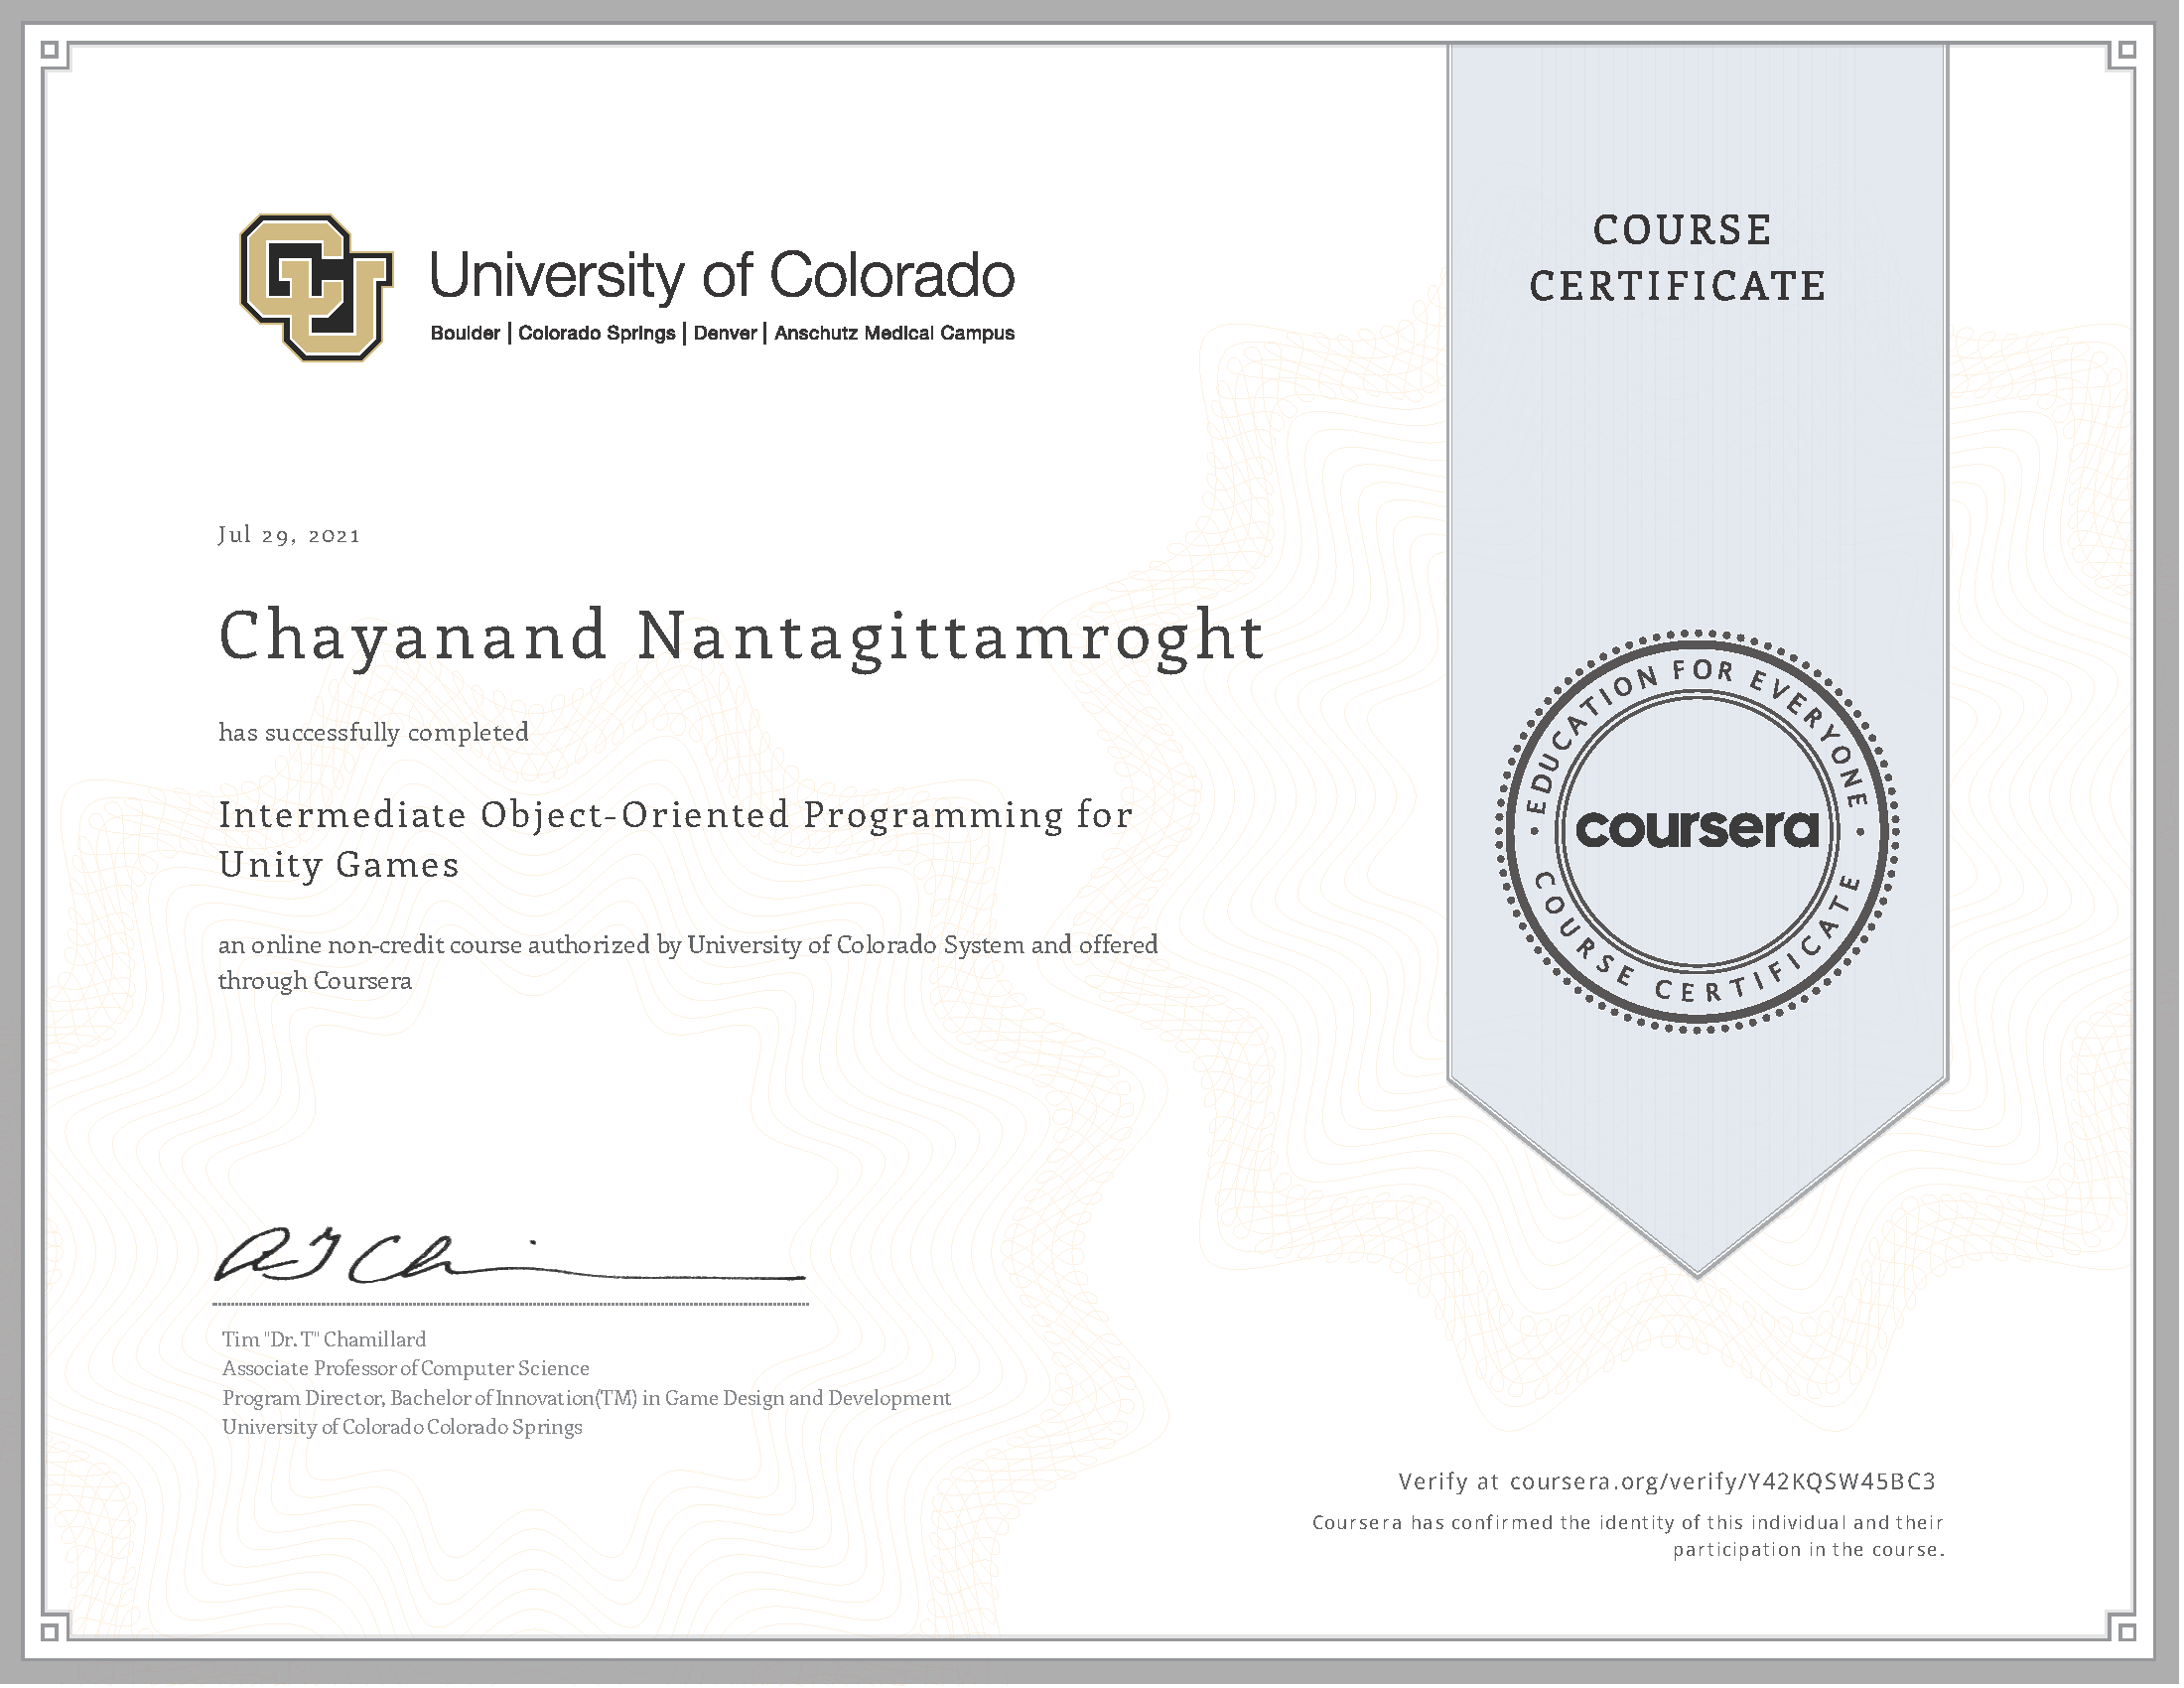 CU
University of Colorado
Boulder | Colorado Springs | Denver | Anschutz Medical Campus
COURSE
CERTIFICATE
Jul 29, 2021
Chayanand Nantagittamroght
has successfully completed
Intermediate Object-Oriented Programming for
Unity Games
an online non-credit course authorized by University of Colorado System and offered
through Coursera
EDUCATION FOR EVERYONE
coursera
COURSE CERTIFICATE
Tim "Dr. T" Chamillard
Associate Professor of Computer Science
Program Director, Bachelor of Innovation(TM) in Game Design and Development
University of Colorado Colorado Springs
Verify at coursera.org/verify/Y42KQSW45BC3
Coursera has confirmed the identity of this individual and their
participation in the course.